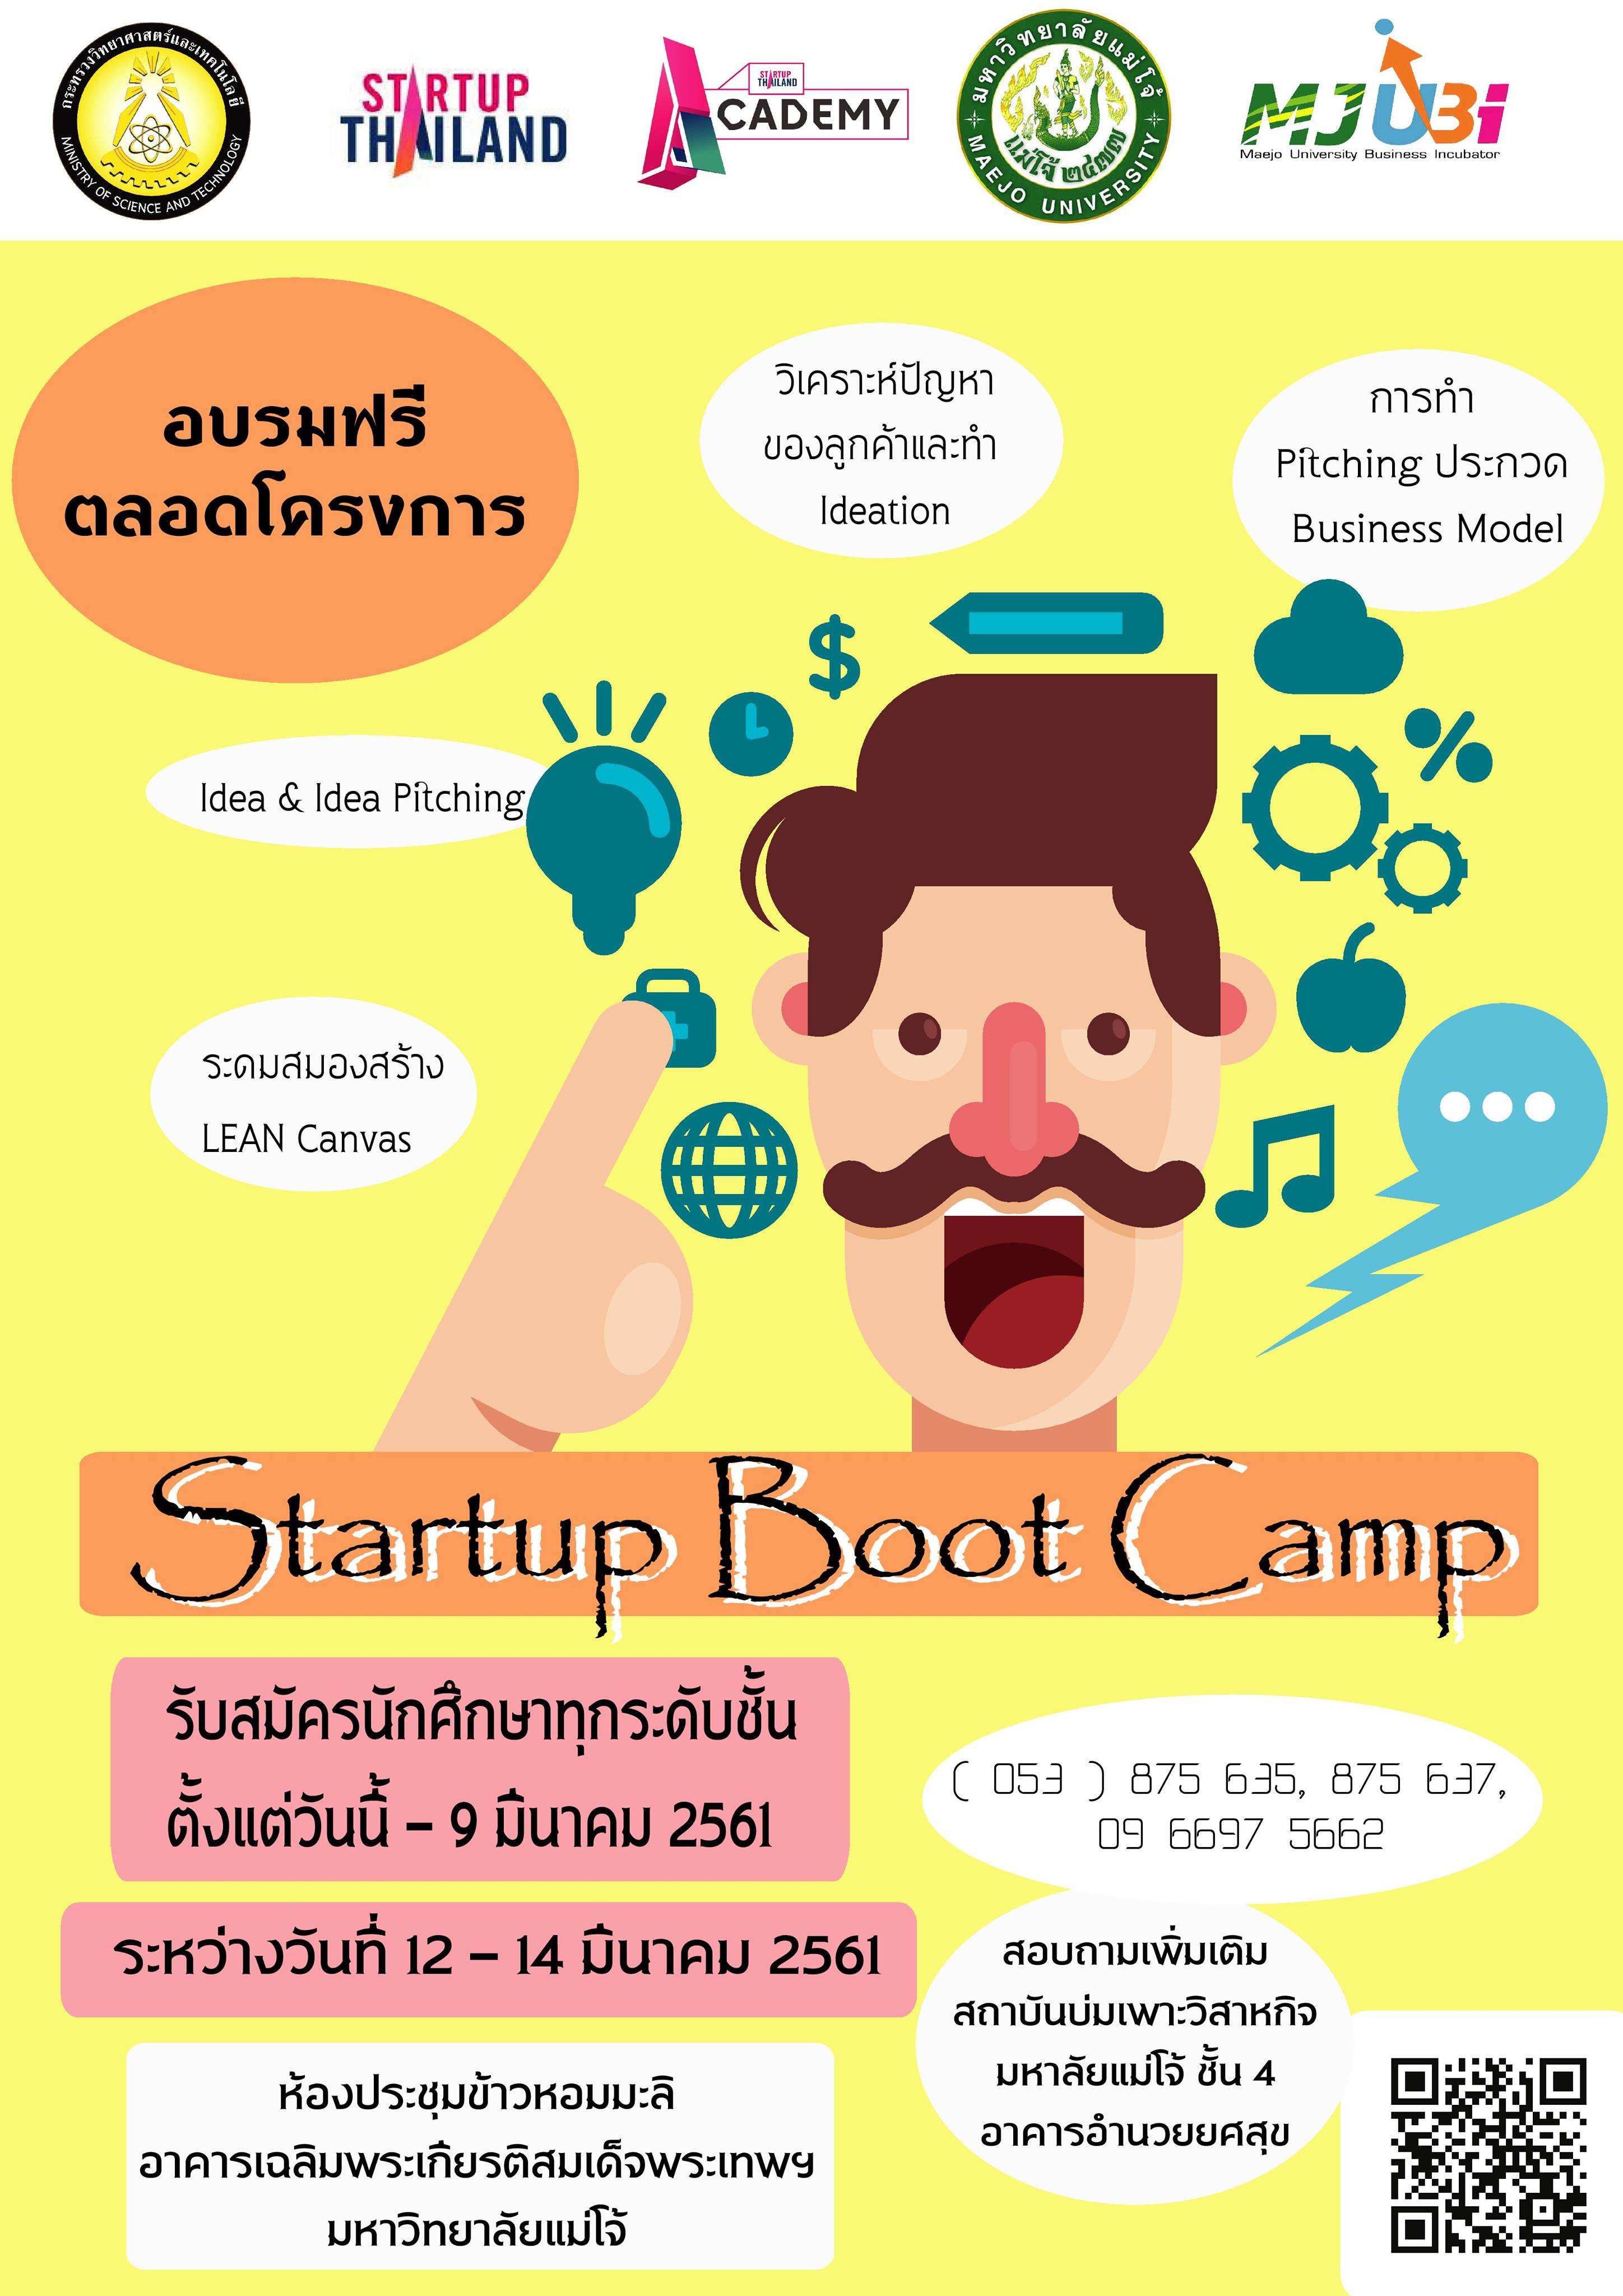 กระทรวงวิทยาศาสตร์และเทคโนโลยี
MINISTRY OF SCIENCE AND TECHNOLOGY
STARTUP
THAILAND
STARTUP
THAILAND
ACADEMY
มหาวิทยาลัยแม่โจ้
แม่โจ้ ๒๔๗๗
MAEJO UNIVERSITY
MJUBi
Maejo University Business Incubator
อบรมฟรี
ตลอดโครงการ
วิเคราะห์ปัญหา
ของลูกค้าและทำ
Ideation
การทำ
Pitching ประกวด
Business Model
Idea & Idea Pitching
ระดมสมองสร้าง
LEAN Canvas
Startup Boot Camp
รับสมัครนักศึกษาทุกระดับชั้น
ตั้งแต่วันนี้ - 9 มีนาคม 2561
ระหว่างวันที่ 12 - 14 มีนาคม 2561
ห้องประชุมข้าวหอมมะลิ
อาคารเฉลิมพระเกียรติสมเด็จพระเทพฯ
มหาวิทยาลัยแม่โจ้
( 053 ) 875 635, 875 637,
09 6697 5662
สอบถามเพิ่มเติม
สถาบันบ่มเพาะวิสาหกิจ
มหาลัยแม่โจ้ ชั้น 4
อาคารอำนวยยศสุข